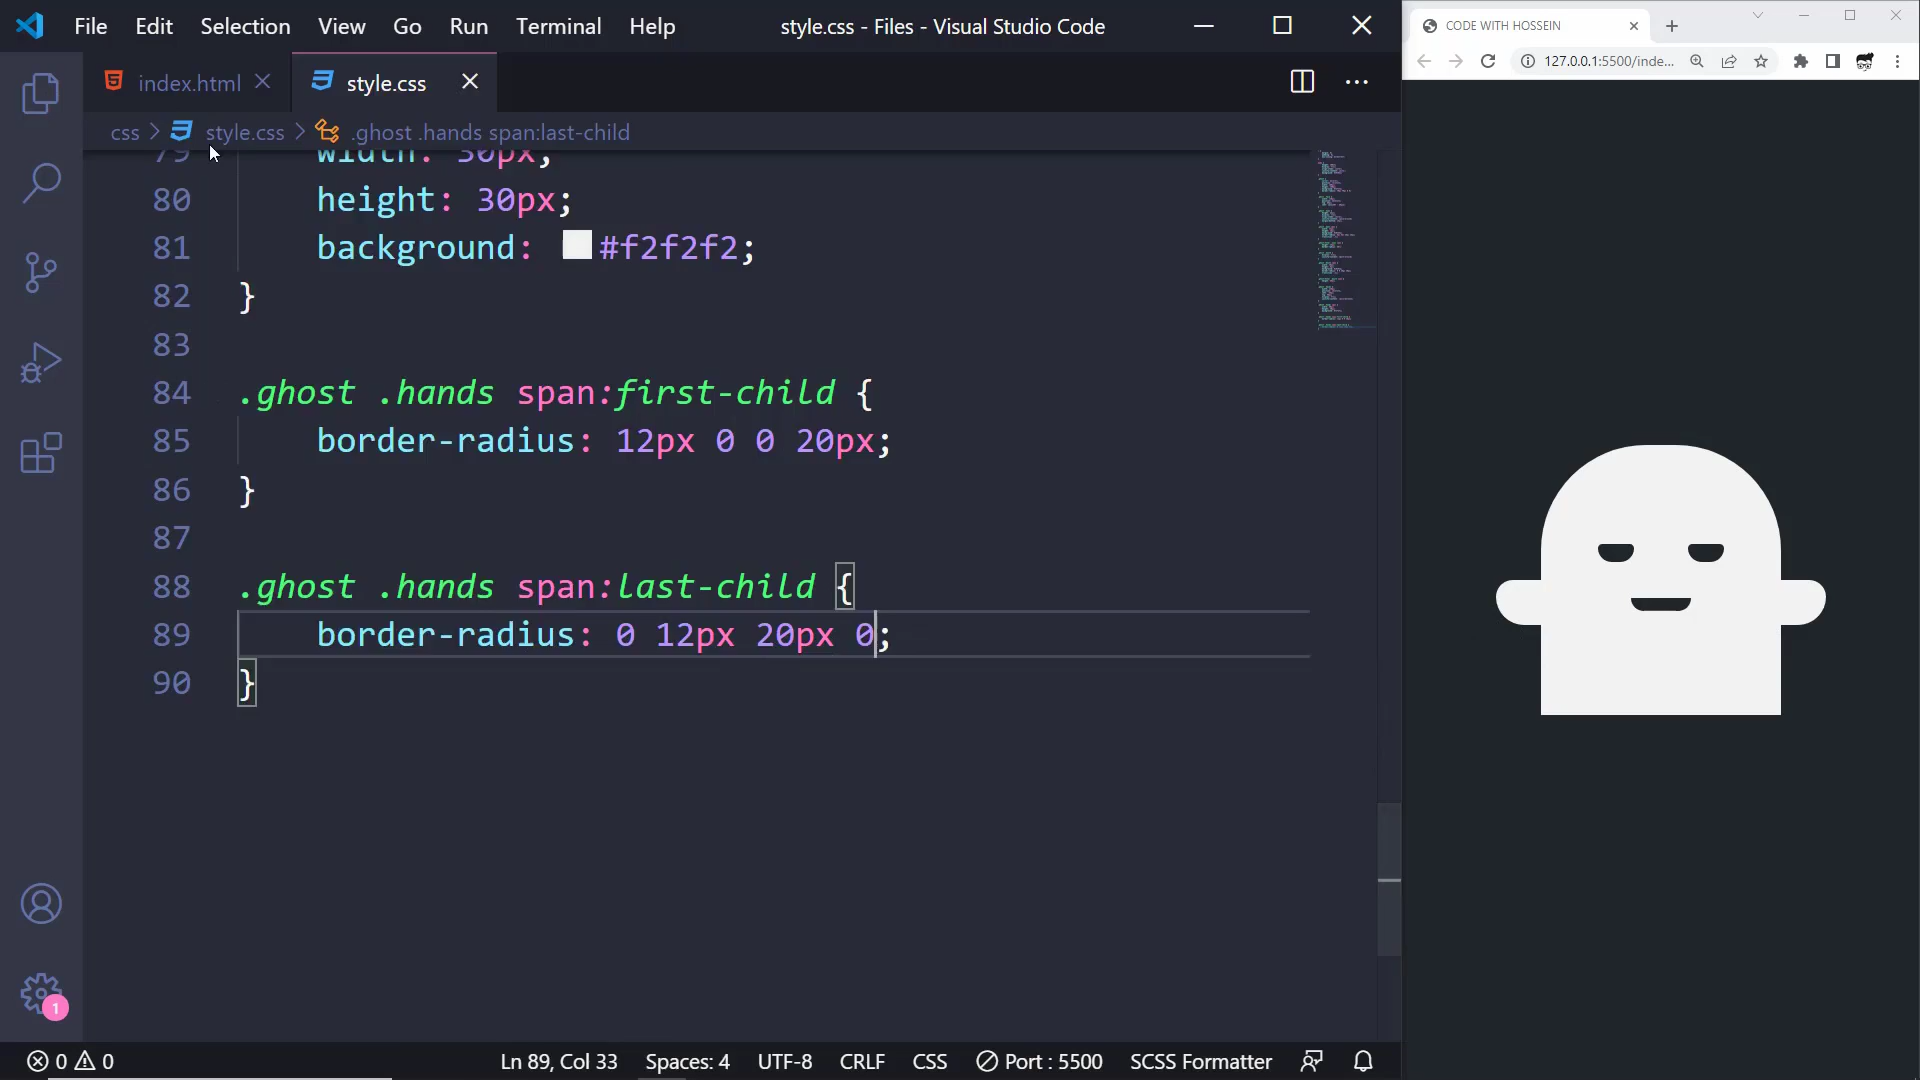 File Edit Selection View Go Run Terminal Help style.css - Files - Visual Studio Code
index.html style.css
css > style.css > .ghost .hands span:last-child
79 width: 30px;
80 height: 30px;
81 background: #f2f2f2;
82 }
83
84 .ghost .hands span:first-child {
85 border-radius: 12px 0 0 20px;
86 }
87
88 .ghost .hands span:last-child {
89 border-radius: 0 12px 20px 0;
90 }
1
0 0 Ln 89, Col 33 Spaces: 4 UTF-8 CRLF CSS Port : 5500 SCSS Formatter
CODE WITH HOSSEIN
127.0.0.1:5500/inde...